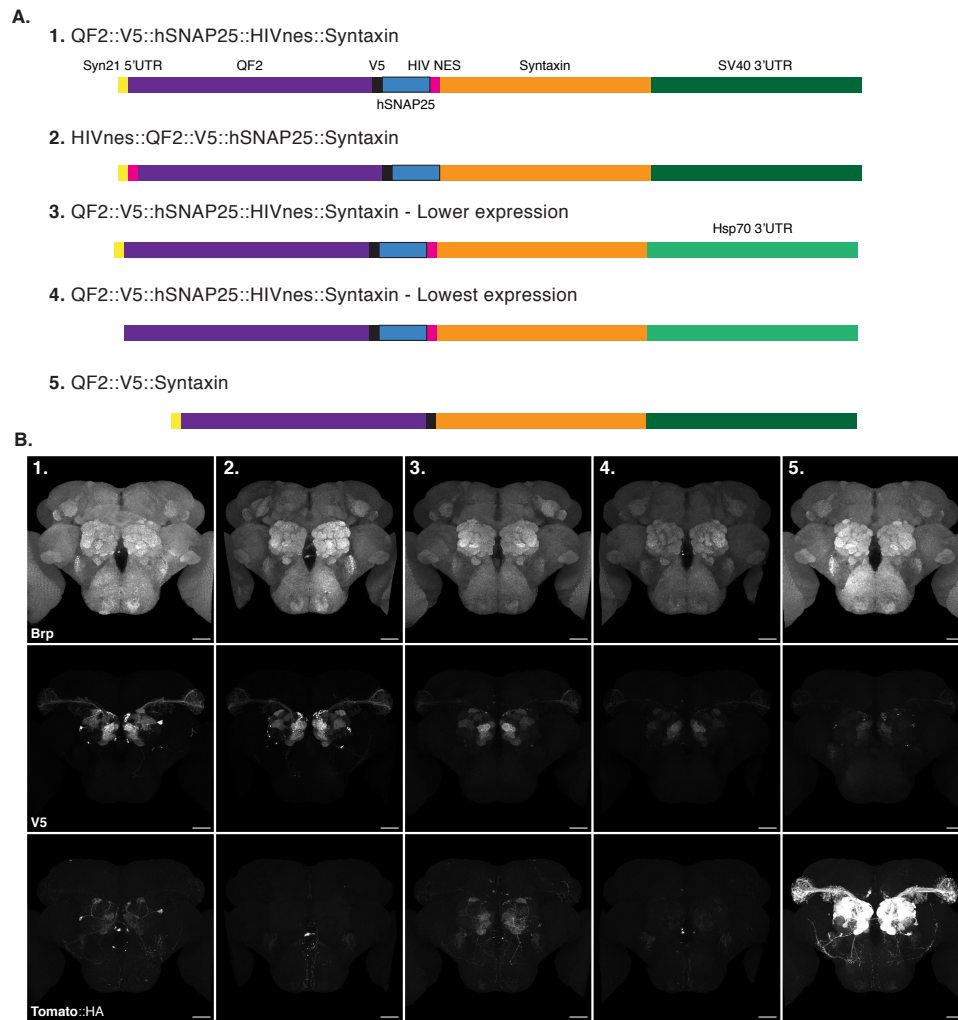 A.
1. QF2::V5::hSNAP25::HIVnes::Syntaxin
Syn21 5'UTR QF2 V5 HIV NES Syntaxin SV40 3'UTR
hSNAP25
2. HIVnes::QF2::V5::hSNAP25::Syntaxin
3. QF2::V5::hSNAP25::HIVnes::Syntaxin - Lower expression
Hsp70 3'UTR
4. QF2::V5::hSNAP25::HIVnes::Syntaxin - Lowest expression
5. QF2::V5::Syntaxin
B.
1. 2. 3. 4. 5.
Brp
V5
Tomato::HA